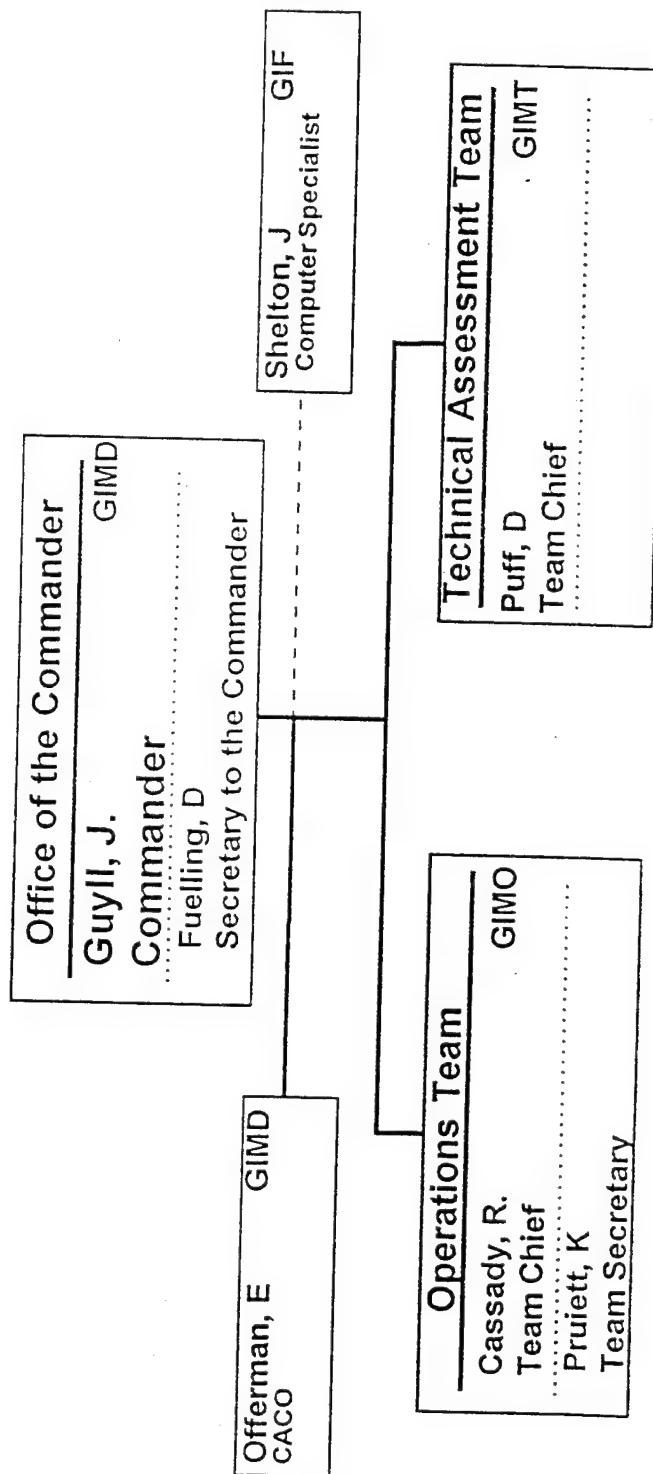 Office of the Commander
Guyll, J. GIMD
Commander
Fuelling, D
Secretary to the Commander
Offerman, E GIMD
CACO
Shelton, J GIF
Computer Specialist
Operations Team
Cassady, R. GIMO
Team Chief
Pruiett, K
Team Secretary
Technical Assessment Team
Puff, D GIMT
Team Chief